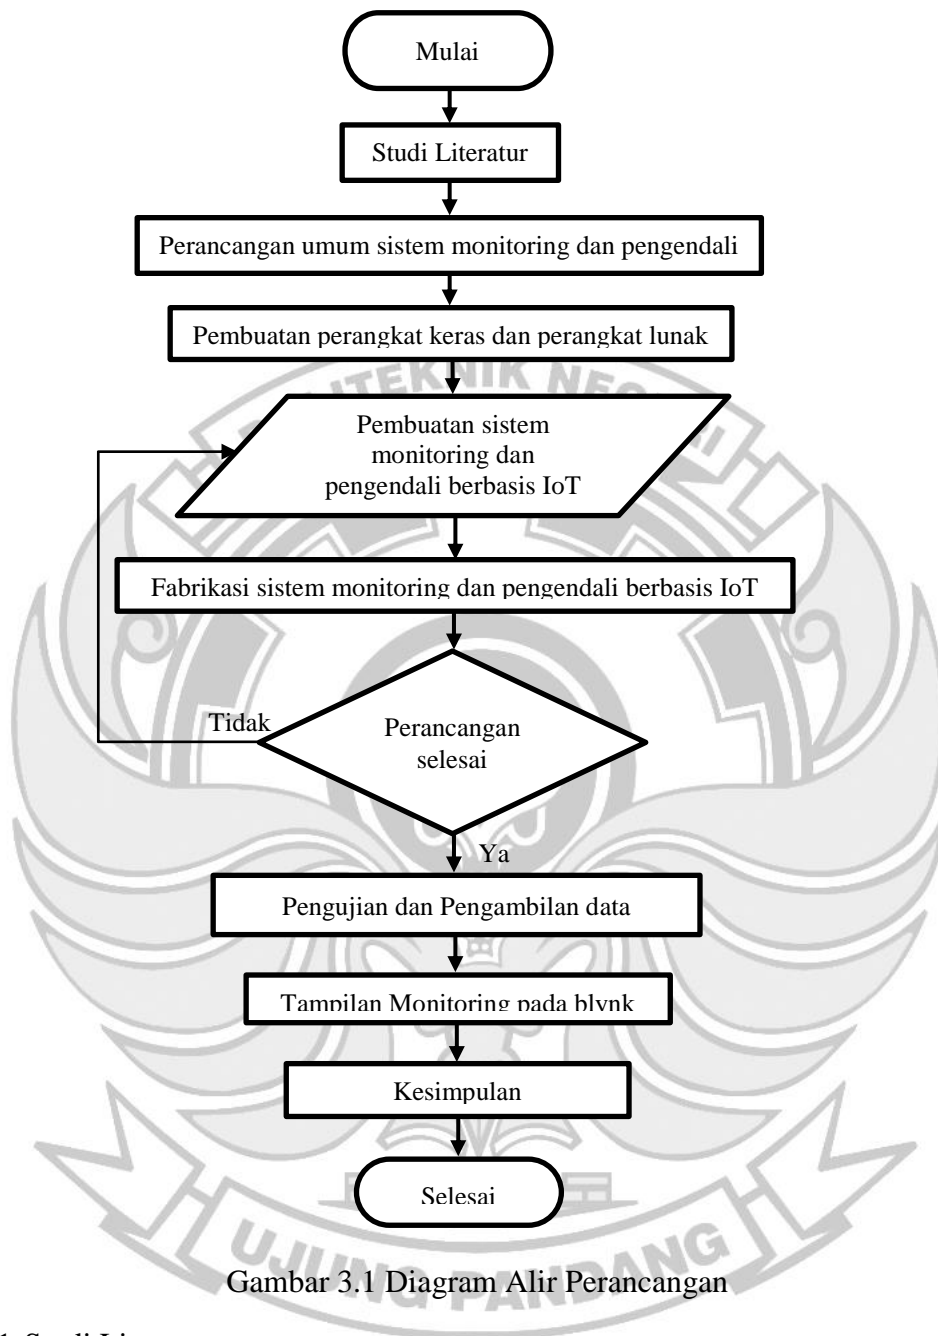 Mulai
Studi Literatur
Perancangan umum sistem monitoring dan pengendali
Pembuatan perangkat keras dan perangkat lunak
Pembuatan sistem
monitoring dan
pengendali berbasis IoT
Fabrikasi sistem monitoring dan pengendali berbasis IoT
Tidak
Perancangan
selesai
Ya
Pengujian dan Pengambilan data
Tampilan Monitoring pada blynk
Kesimpulan
Selesai
UJUNG PANDANG
Gambar 3.1 Diagram Alir Perancangan